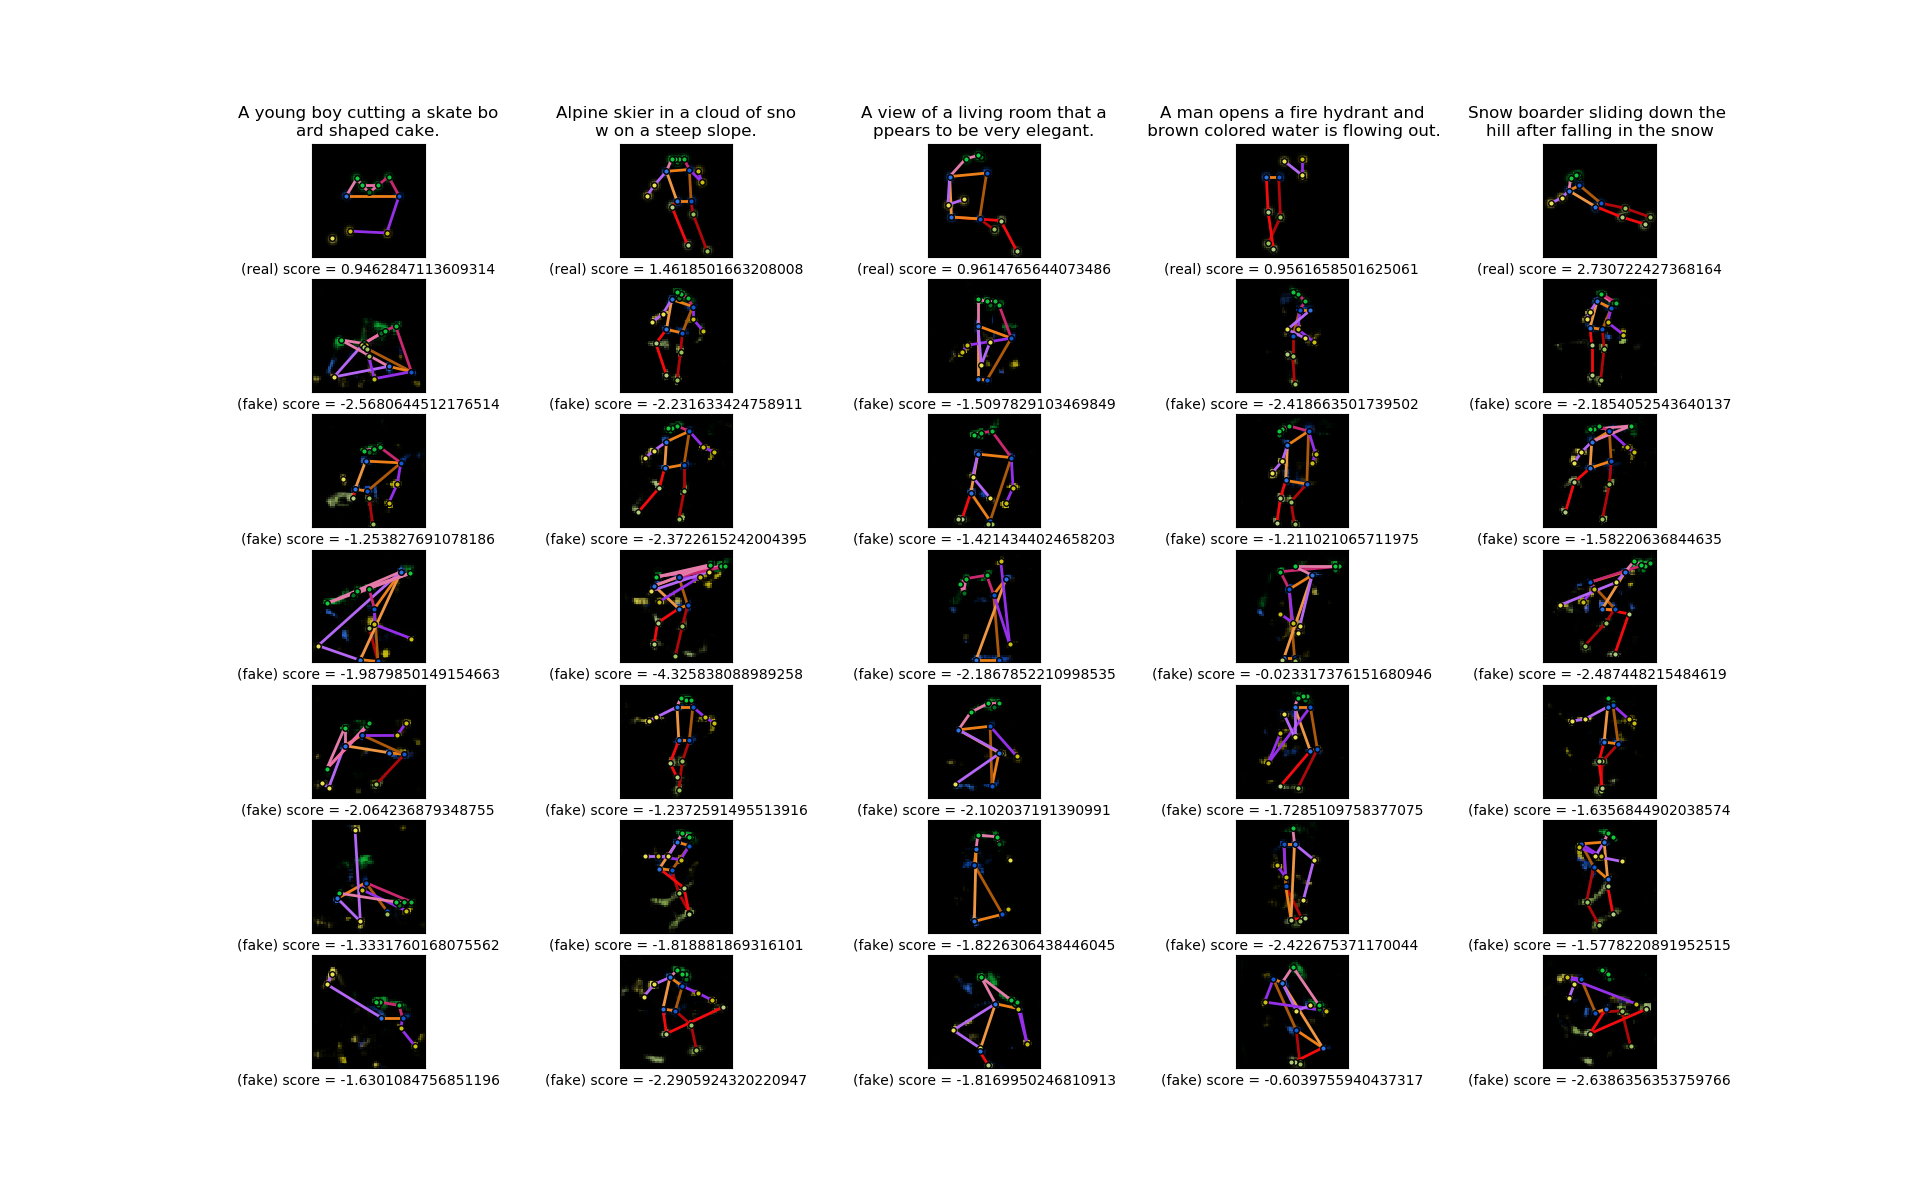 A young boy cutting a skate bo
ard shaped cake.
Alpine skier in a cloud of sno
w on a steep slope.
A view of a living room that a
ppears to be very elegant.
A man opens a fire hydrant and
brown colored water is flowing out.
Snow boarder sliding down the
hill after falling in the snow
(real) score = 0.9462847113609314
(real) score = 1.4618501663208008
(real) score = 0.9614765644073486
(real) score = 0.9561658501625061
(real) score = 2.730722427368164
(fake) score = -2.5680644512176514
(fake) score = -2.231633424758911
(fake) score = -1.5097829103469849
(fake) score = -2.418663501739502
(fake) score = -2.1854052543640137
(fake) score = -1.253827691078186
(fake) score = -2.3722615242004395
(fake) score = -1.4214344024658203
(fake) score = -1.211021065711975
(fake) score = -1.58220636844635
(fake) score = -1.9879850149154663
(fake) score = -4.325838088989258
(fake) score = -2.1867852210998535
(fake) score = -0.023317376151680946
(fake) score = -2.487448215484619
(fake) score = -2.064236879348755
(fake) score = -1.2372591495513916
(fake) score = -2.102037191390991
(fake) score = -1.7285109758377075
(fake) score = -1.6356844902038574
(fake) score = -1.3331760168075562
(fake) score = -1.818881869316101
(fake) score = -1.8226306438446045
(fake) score = -2.422675371170044
(fake) score = -1.5778220891952515
(fake) score = -1.6301084756851196
(fake) score = -2.2905924320220947
(fake) score = -1.8169950246810913
(fake) score = -0.6039755940437317
(fake) score = -2.6386356353759766